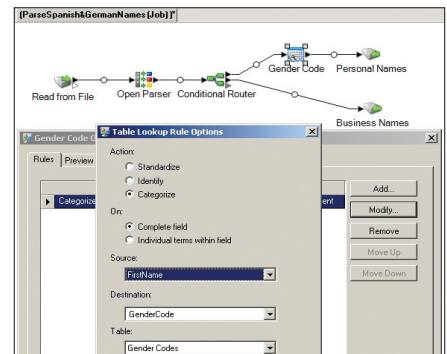 (ParseSpanish&GermanNames (Job))*
Gender Code
Personal Names
Read from File
Open Parser
Conditional Router
Business Names
Gender Code
Table Lookup Rule Options
Rules
Preview
Action:
Standardize
Identify
Categorize
Add...
Categorize
Modify...
On:
Complete field
Remove
Individual terms within field
Move Up
Source:
Move Down
FirstName
Destination:
GenderCode
Table:
Gender Codes